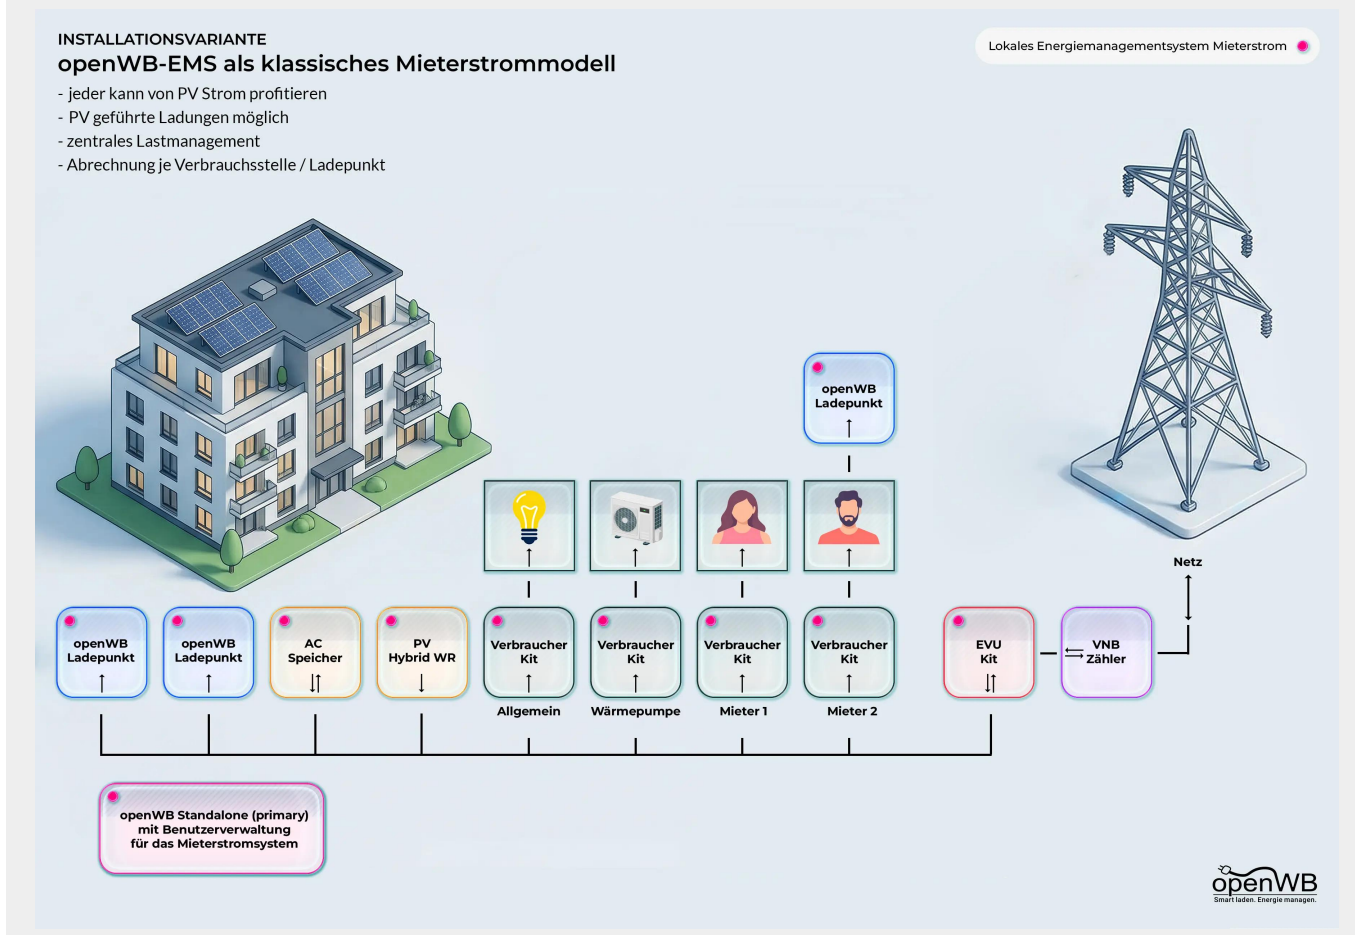 INSTALLATIONSVARIANTE
openWB-EMS als klassisches Mieterstrommodell
- jeder kann von PV Strom profitieren
- PV geführte Ladungen möglich
- zentrales Lastmanagement
- Abrechnung je Verbrauchsstelle / Ladepunkt
Lokales Energiemanagementsystem Mieterstrom
openWB
Ladepunkt
Netz
openWB
Ladepunkt
openWB
Ladepunkt
AC
Speicher
PV
Hybrid WR
Verbraucher
Kit
Verbraucher
Kit
Verbraucher
Kit
Verbraucher
Kit
EVU
Kit
VNB
Zähler
Allgemein
Wärmepumpe
Mieter 1
Mieter 2
openWB Standalone (primary)
mit Benutzerverwaltung
für das Mieterstromsystem
openWB
Smart laden. Energie managen.